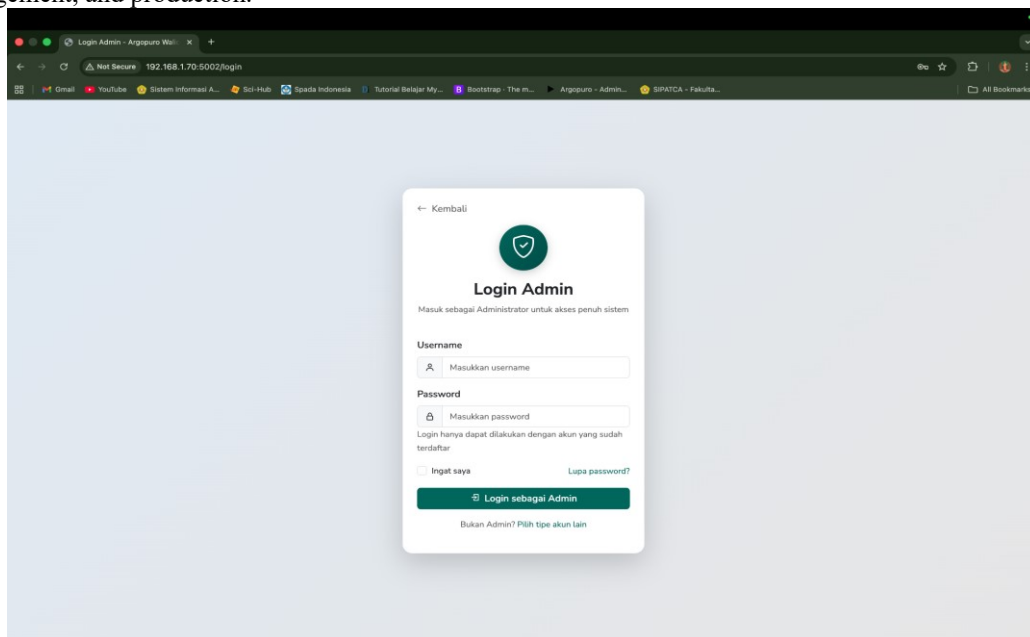 gement, and production.
Login Admin - Argopuro Wal
Not Secure 192.168.1.70:5002/login
Gmail YouTube Sistem Informasi A... Sci-Hub Spada Indonesia Tutorial Belajar My... B Bootstrap - The m... Argopuro - Admin... SIPATCA - Fakulta... All Bookmarks
← Kembali
Login Admin
Masuk sebagai Administrator untuk akses penuh sistem
Username
Masukkan username
Password
Masukkan password
Login hanya dapat dilakukan dengan akun yang sudah
terdaftar
Ingat saya Lupa password?
Login sebagai Admin
Bukan Admin? Pilih tipe akun lain